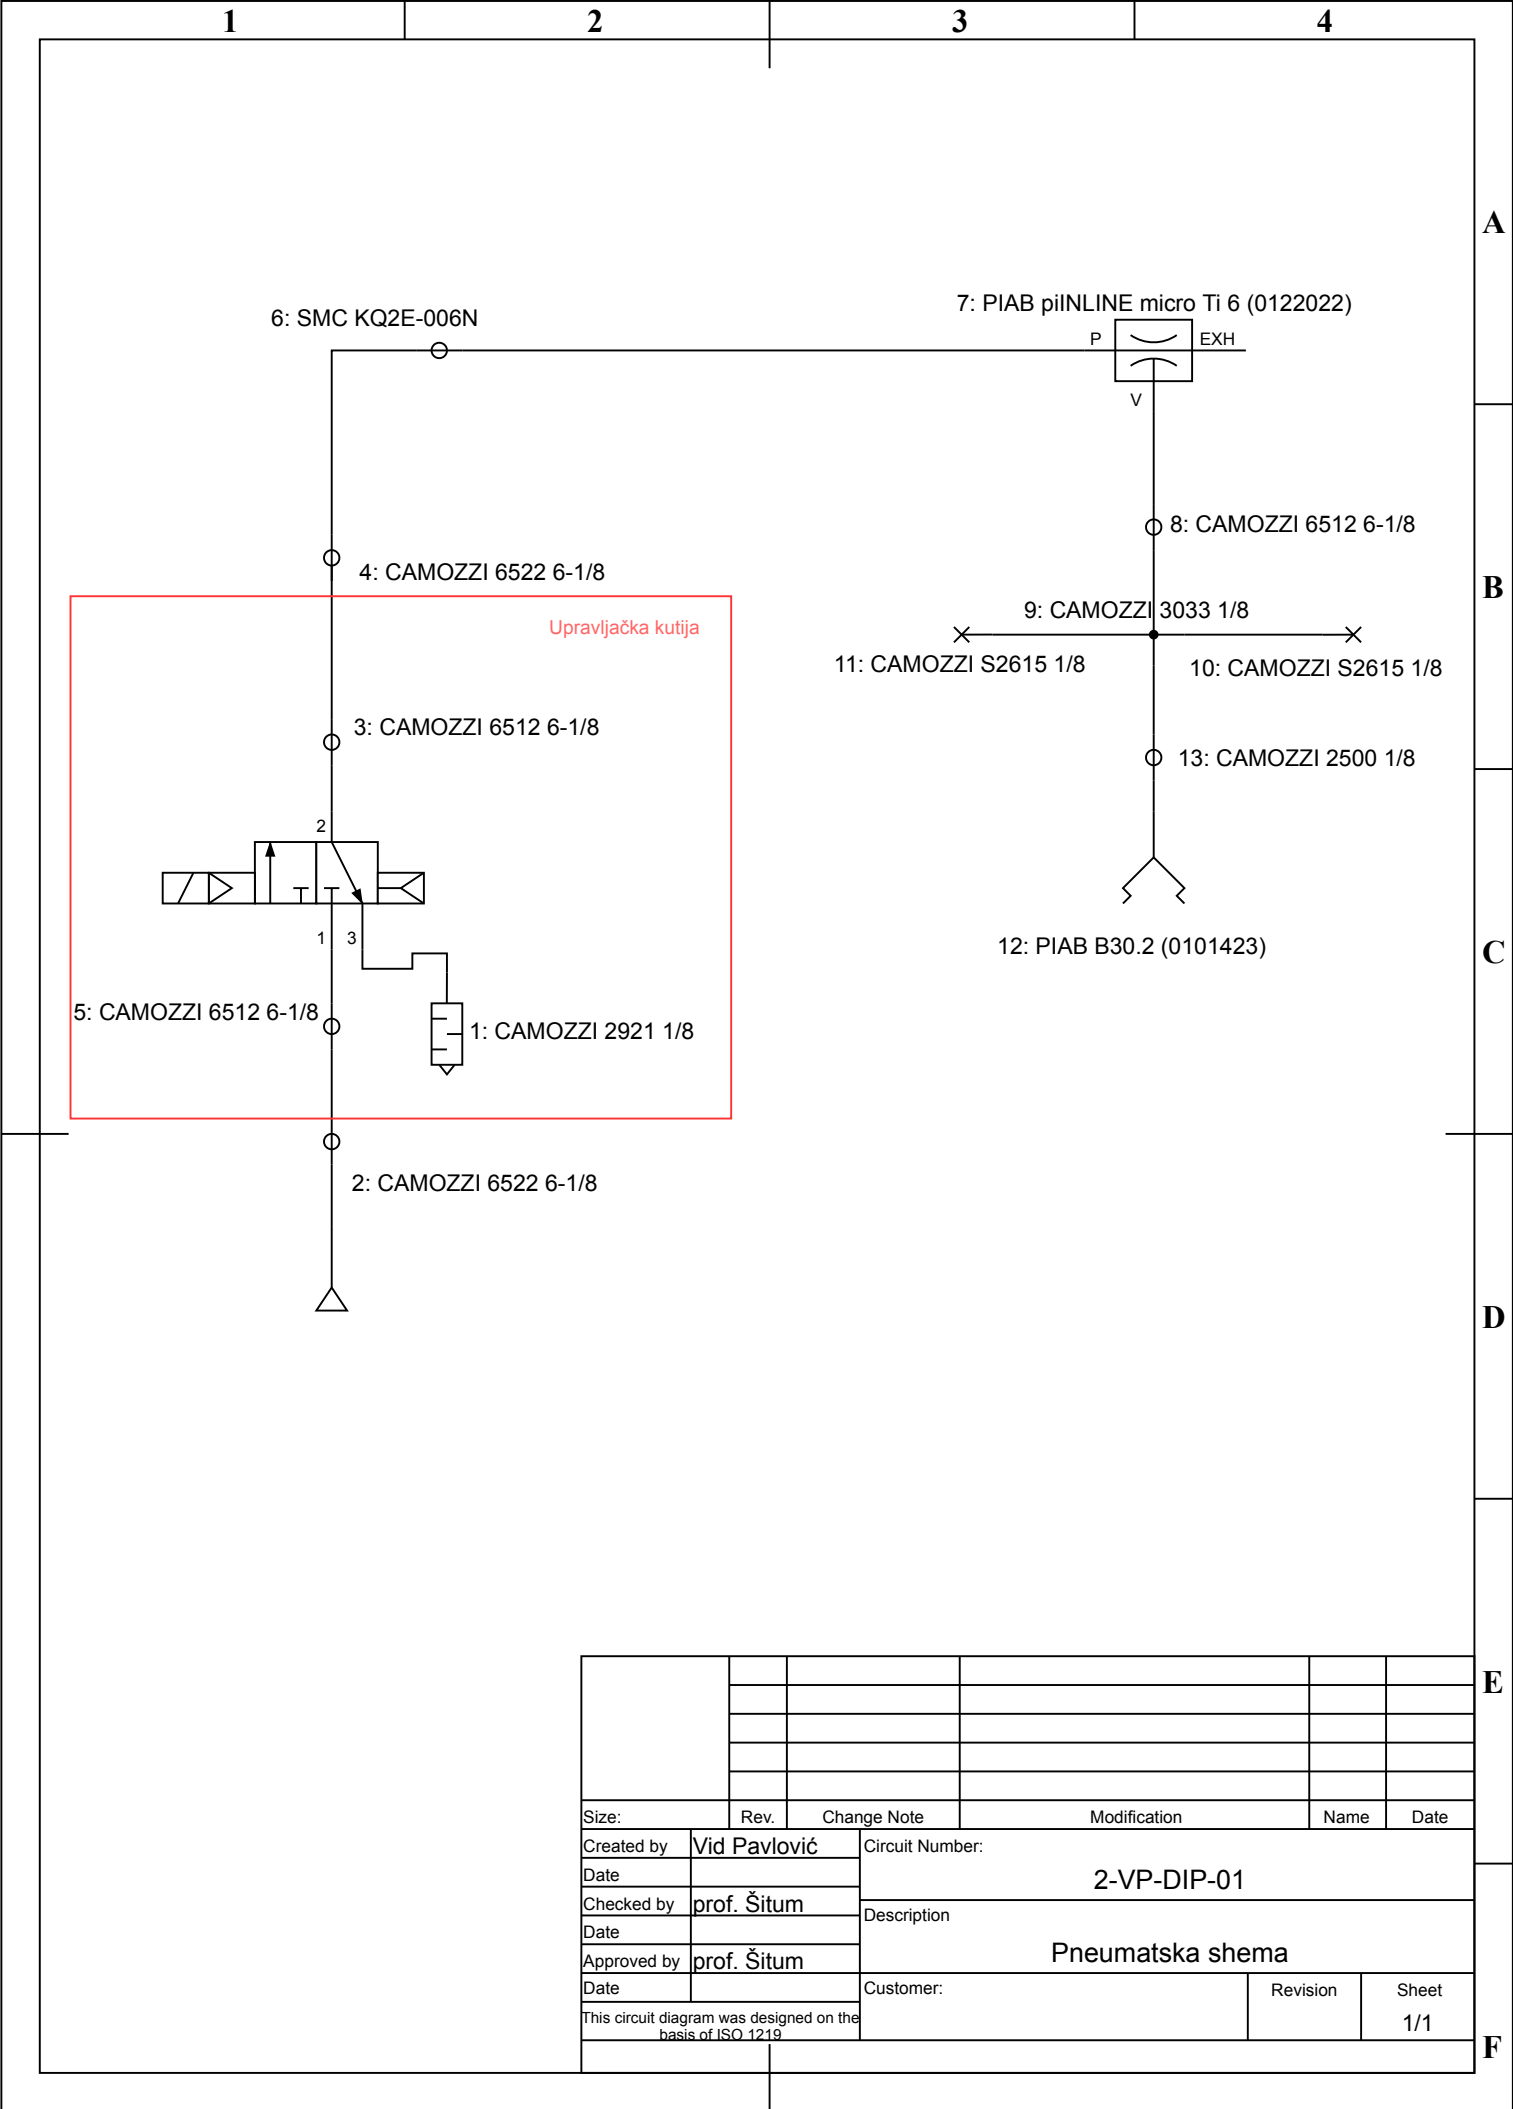 1 2 3 4
A
B
C
D
E
F
6: SMC KQ2E-006N
7: PIAB piINLINE micro Ti 6 (0122022)
P
EXH
V
8: CAMOZZI 6512 6-1/8
4: CAMOZZI 6522 6-1/8
9: CAMOZZI 3033 1/8
Upravljačka kutija
11: CAMOZZI S2615 1/8
10: CAMOZZI S2615 1/8
3: CAMOZZI 6512 6-1/8
13: CAMOZZI 2500 1/8
2
1
3
12: PIAB B30.2 (0101423)
5: CAMOZZI 6512 6-1/8
1: CAMOZZI 2921 1/8
2: CAMOZZI 6522 6-1/8
Size: Rev. Change Note Modification Name Date
Created by Vid Pavlović
Date
Checked by prof. Šitum
Date
Approved by prof. Šitum
Date
This circuit diagram was designed on the
basis of ISO 1219
Circuit Number:
2-VP-DIP-01
Description
Pneumatska shema
Customer:
Revision
Sheet
1/1